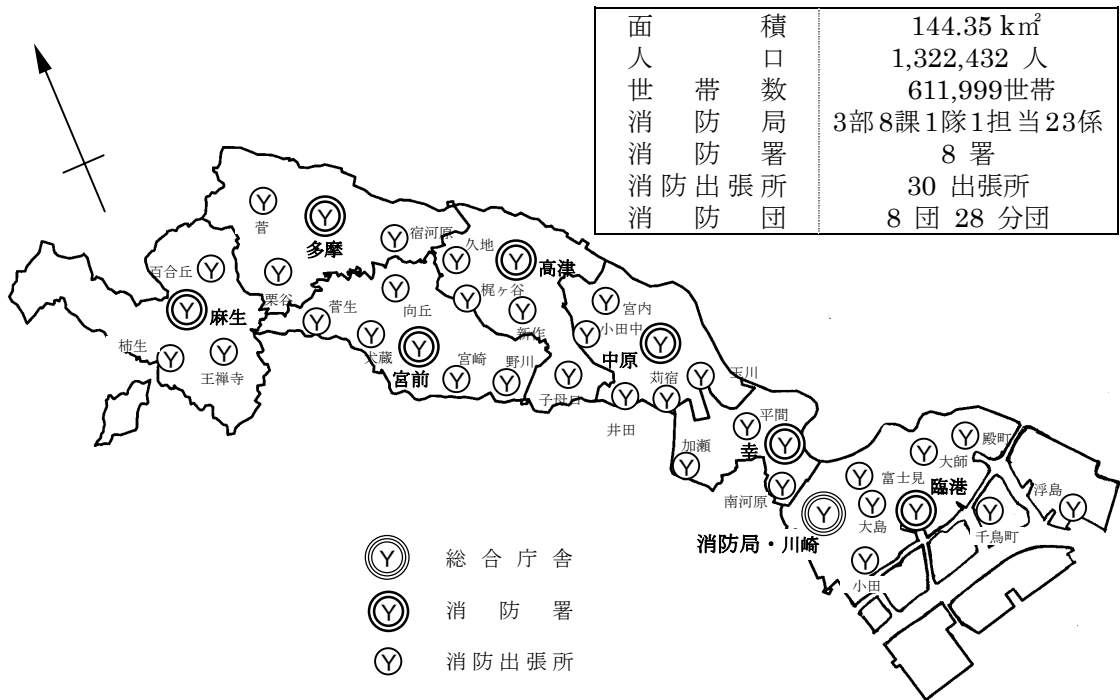 面積 144.35 k㎡
人口 1,322,432 人
世帯数 611,999世帯
消防局 3部8課1隊1担当23係
消防署 8 署
消防出張所 30 出張所
消防団 8 団 28 分団
菅
多摩
宿河原
久地
高津
百合丘
栗谷
菅生
向丘
梶ヶ谷
宮内
麻生
新作
小田中
柿生
王禅寺
犬蔵
宮前
宮崎
野川
中原
苅宿
玉川
子母口
井田
平間
加瀬
幸
殿町
大師
南河原
富士見
臨港
浮島
大島
千鳥町
消防局・川崎
小田
総合庁舎
消防署
消防出張所